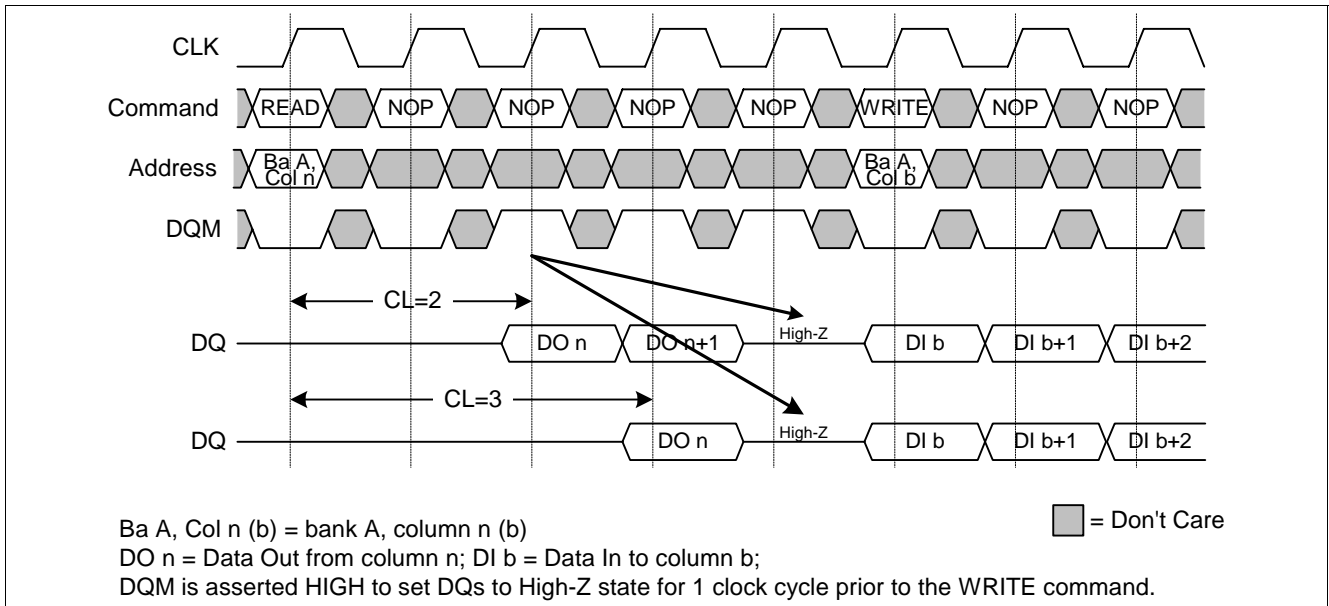 CLK
Command READ NOP NOP NOP NOP WRITE NOP NOP
Address Ba A, Col n Ba A, Col b
DQM
CL=2
DQ DO n DO n+1 High-Z DI b DI b+1 DI b+2
CL=3
DQ DO n High-Z DI b DI b+1 DI b+2
Ba A, Col n (b) = bank A, column n (b)
= Don't Care
DO n = Data Out from column n; DI b = Data In to column b;
DQM is asserted HIGH to set DQs to High-Z state for 1 clock cycle prior to the WRITE command.